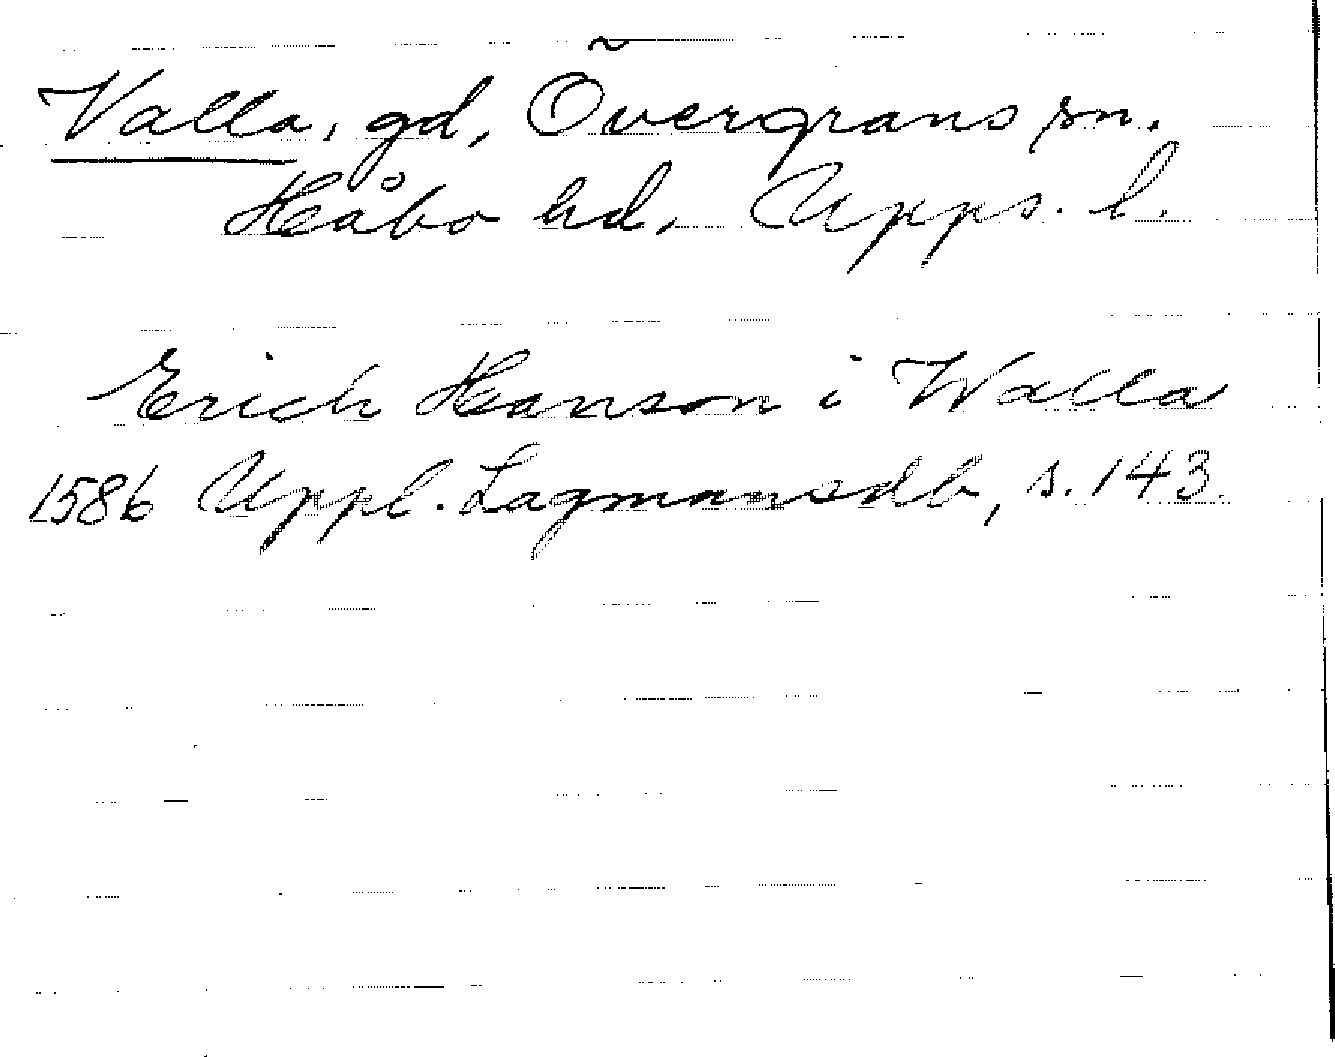 Valla, gd, Övergrans sn.
Håbo hd, Upps. l.
Erich Hanson i Walla
1586 Uppl. Lagmansdb, s. 143